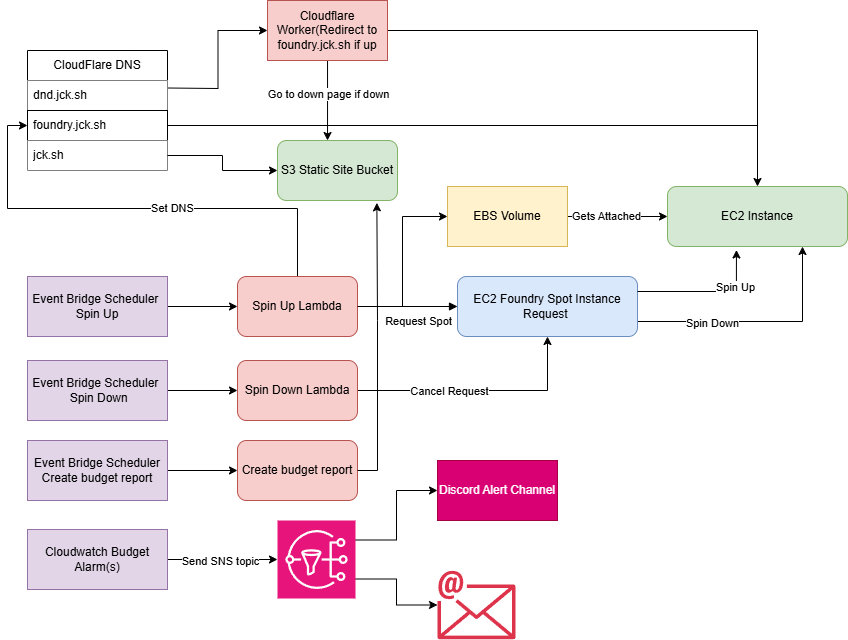 Cloudflare
Worker(Redirect to
foundry.jck.sh if up
CloudFlare DNS
dnd.jck.sh
Go to down page if down
foundry.jck.sh
jck.sh
S3 Static Site Bucket
Set DNS
EBS Volume
Gets Attached
EC2 Instance
Event Bridge Scheduler
Spin Up
Spin Up Lambda
Request Spot
EC2 Foundry Spot Instance
Request
Spin Up
Spin Down
Event Bridge Scheduler
Spin Down
Spin Down Lambda
Cancel Request
Event Bridge Scheduler
Create budget report
Create budget report
Discord Alert Channel
Cloudwatch Budget
Alarm(s)
Send SNS topic
@